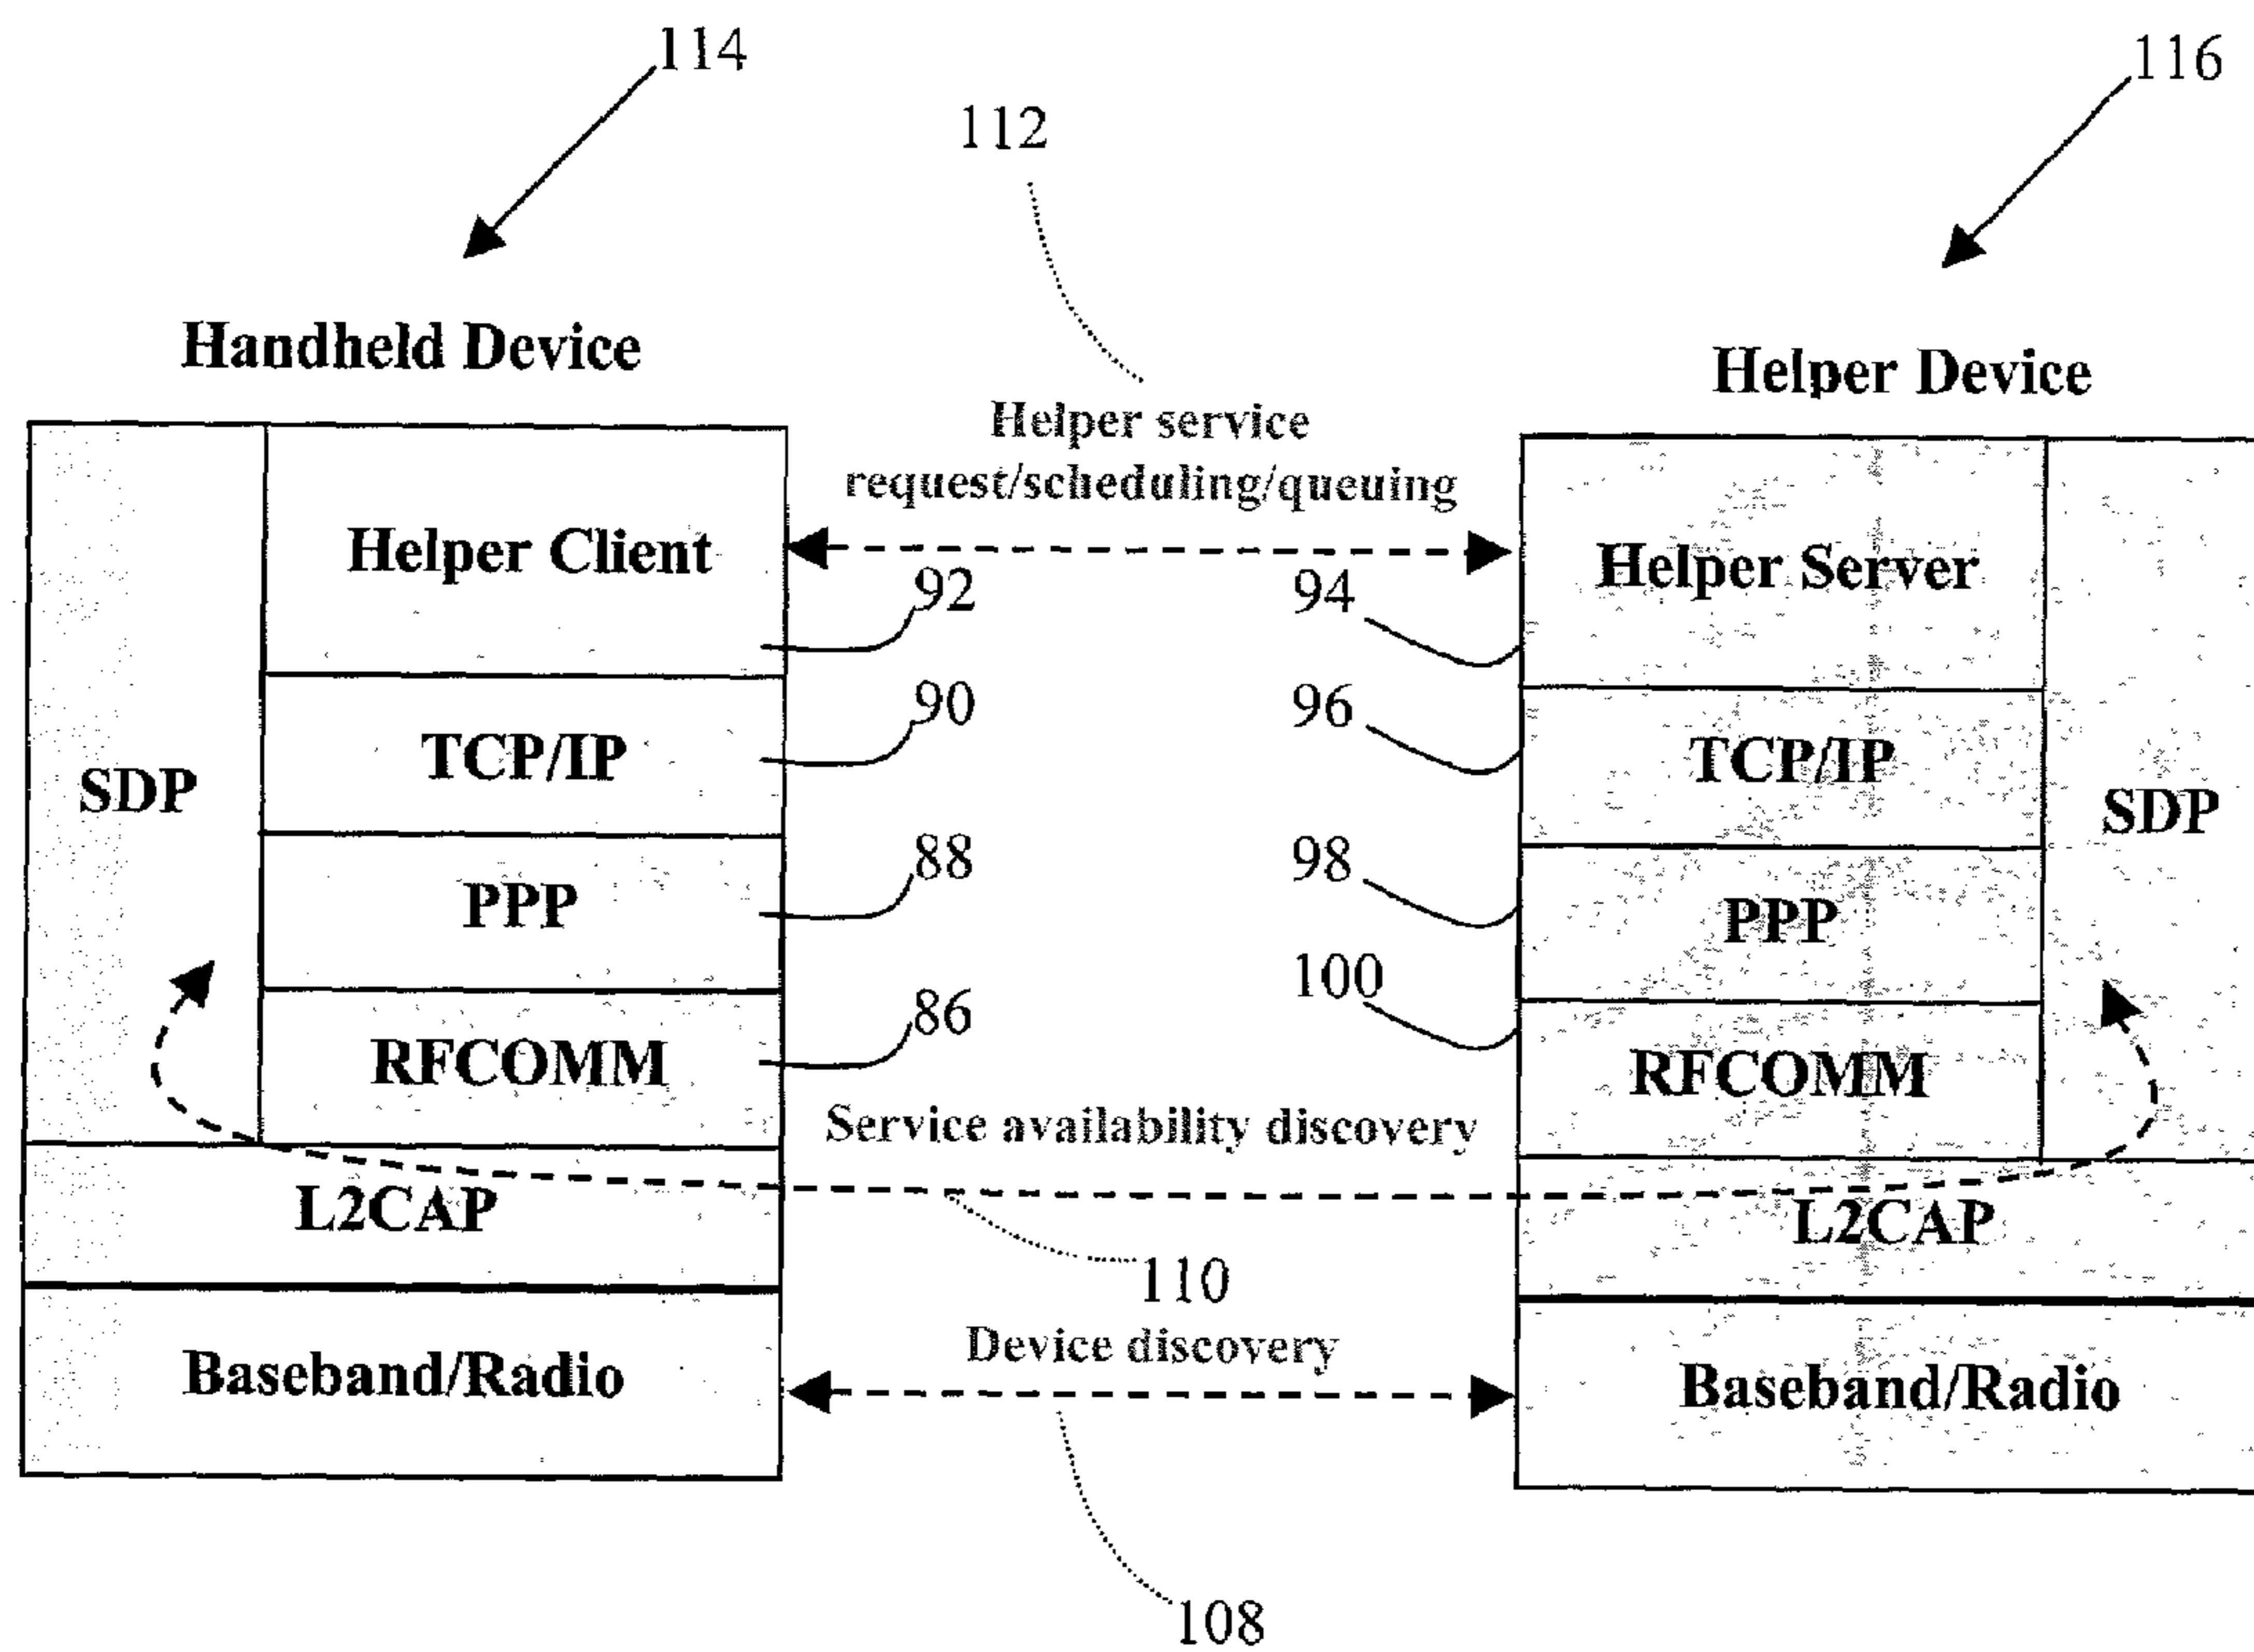 114
116
112
Handheld Device
Helper Device
Helper service
request/scheduling/queuing
Helper Client
Helper Server
92
94
90
96
TCP/IP
TCP/IP
SDP
SDP
88
98
PPP
PPP
100
86
RFCOMM
RFCOMM
Service availability discovery
L2CAP
L2CAP
110
Device discovery
Baseband/Radio
Baseband/Radio
108